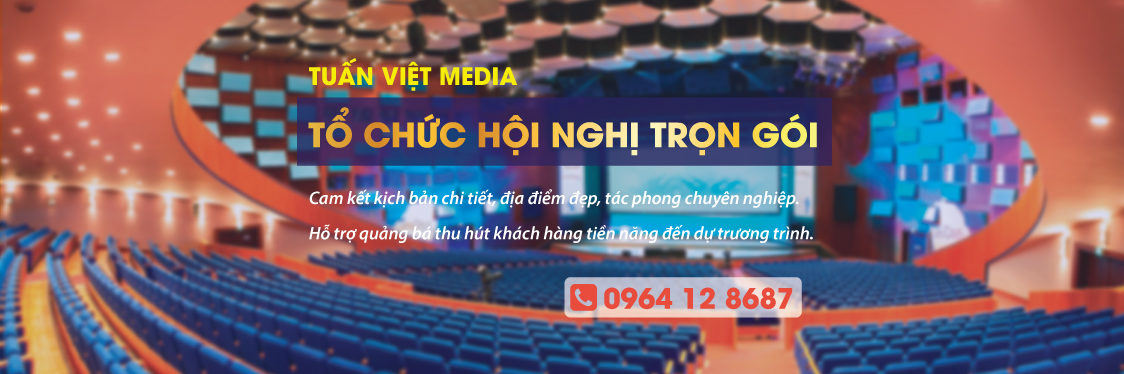 TUẤN VIỆT MEDIA
TỔ CHỨC HỘI NGHỊ TRỌN GÓI
Cam kết kịch bản chi tiết, địa điểm đẹp, tác phong chuyên nghiệp.
Hỗ trợ quảng bá thu hút khách hàng tiền năng đến dự trương trình.
0964 12 8687